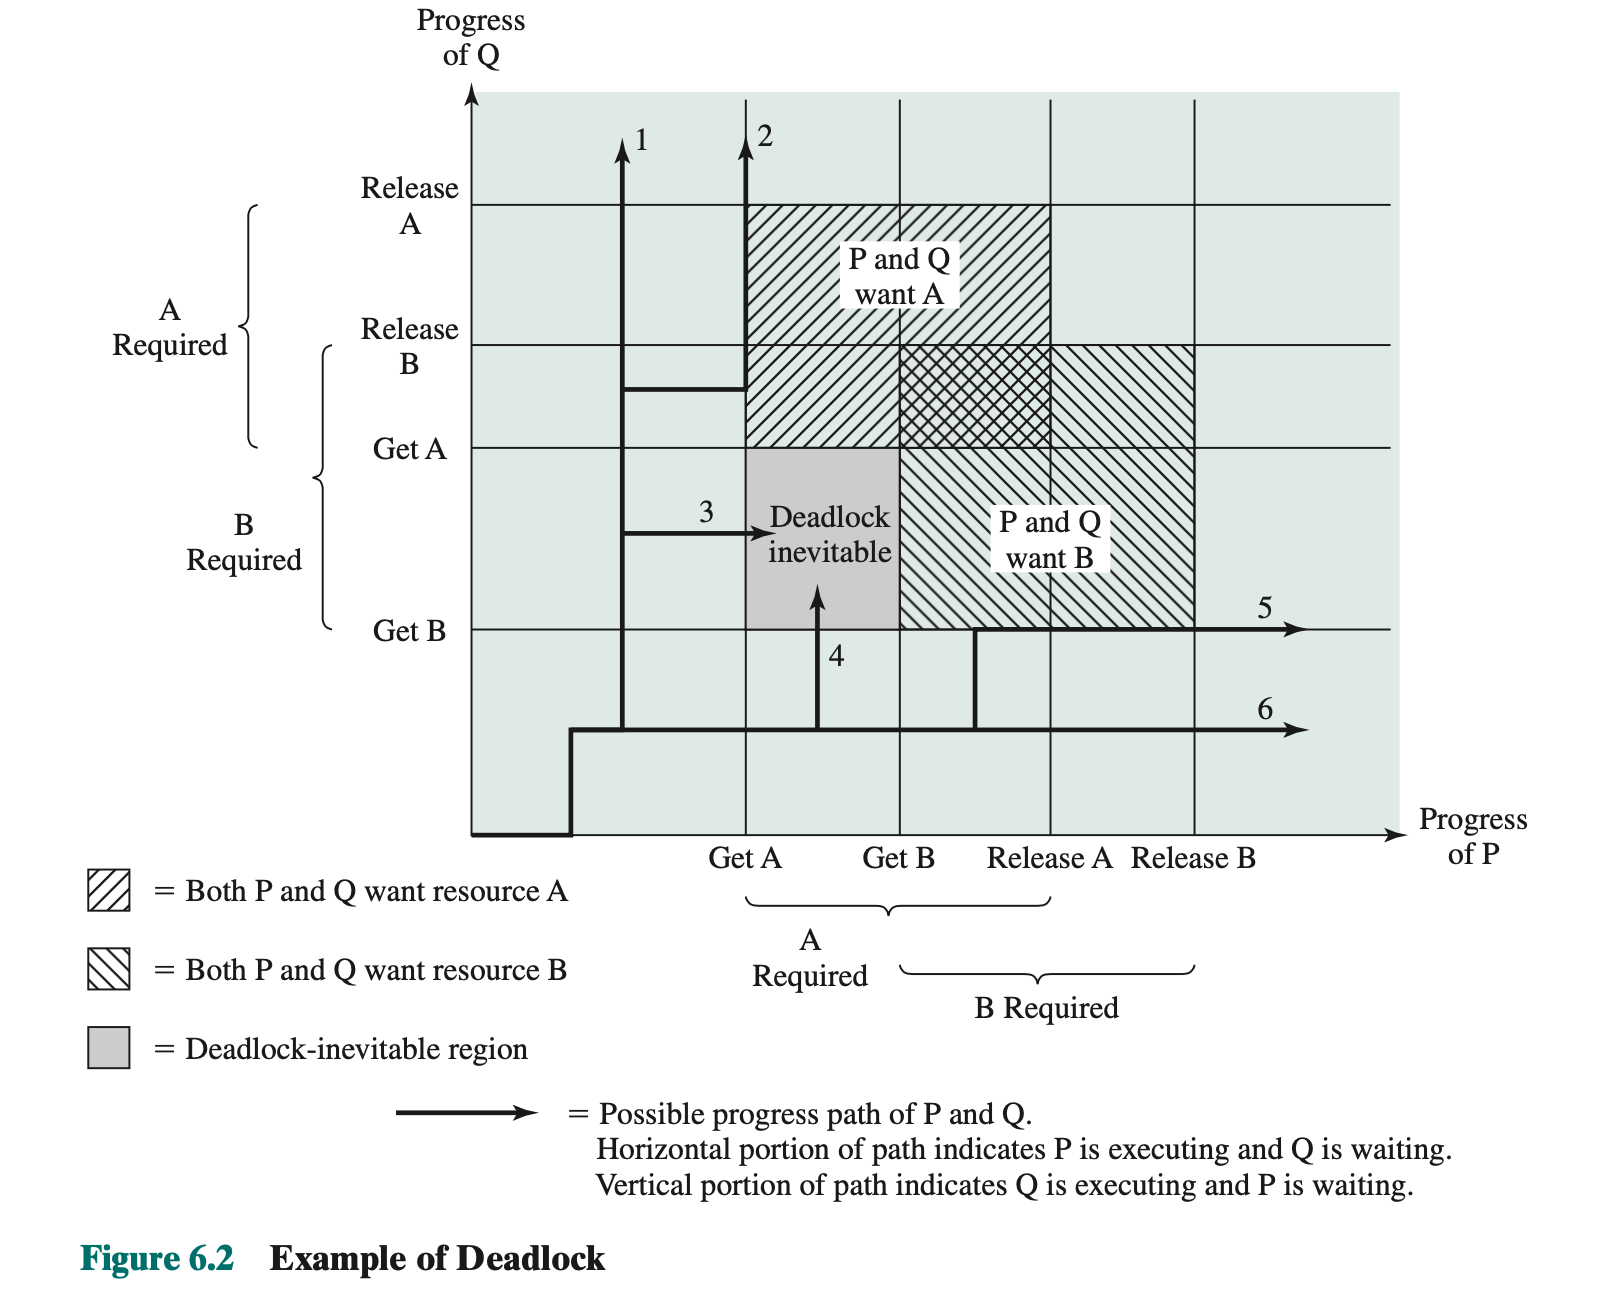 Progress
of Q
1
2
Release
A
P and Q
want A
A
Required
Release
B
Get A
3
Deadlock
inevitable
P and Q
want B
B
Required
Get B
5
4
6
Progress
of P
Get A
Get B
Release A
Release B
= Both P and Q want resource A
A
Required
= Both P and Q want resource B
B Required
= Deadlock-inevitable region
= Possible progress path of P and Q.
Horizontal portion of path indicates P is executing and Q is waiting.
Vertical portion of path indicates Q is executing and P is waiting.
Figure 6.2 Example of Deadlock